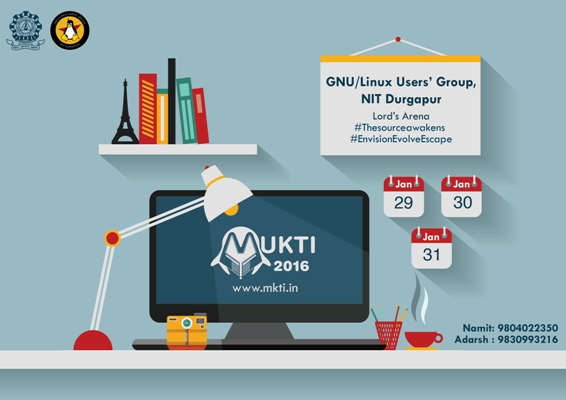 GNU/Linux Users' Group,
NIT Durgapur
Lord's Arena
#Thesourceawakens
#EnvisionEvolveEscape
Jan
29
Jan
30
Jan
31
MUKTI
2016
www.mkti.in
Namit: 9804022350
Adarsh : 9830993216